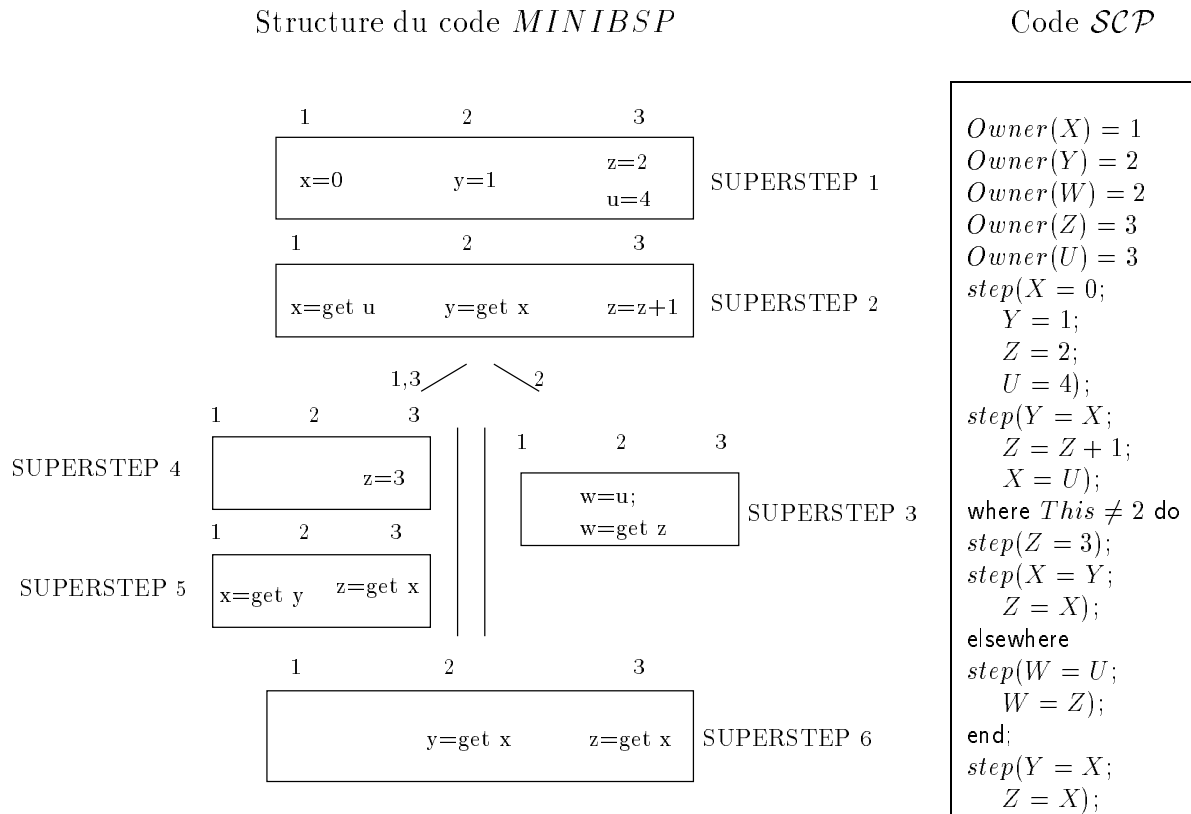 Structure du code MINIBSP
1 2 3
x=0 y=1 z=2
u=4
SUPERSTEP 1
1 2 3
x=get u y=get x z=z+1
SUPERSTEP 2
1,3 2
1 2 3
SUPERSTEP 4
z=3
1 2 3
w=u;
w=get z
SUPERSTEP 3
1 2 3
SUPERSTEP 5
x=get y z=get x
1 2 3
y=get x z=get x
SUPERSTEP 6
Code SCP
Owner(X) = 1
Owner(Y) = 2
Owner(W) = 2
Owner(Z) = 3
Owner(U) = 3
step(X = 0;
Y = 1;
Z = 2;
U = 4);
step(Y = X;
Z = Z + 1;
X = U);
where This ≠ 2 do
step(Z = 3);
step(X = Y;
Z = X);
elsewhere
step(W = U;
W = Z);
end;
step(Y = X;
Z = X);